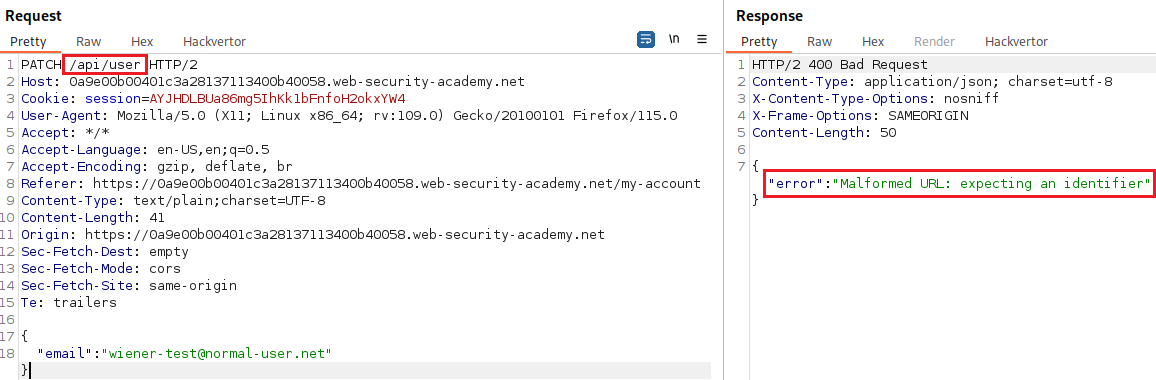 Request
Pretty Raw Hex Hackvertor \n
1 PATCH /api/user HTTP/2
2 Host: 0a9e00b00401c3a28137113400b40058.web-security-academy.net
3 Cookie: session=AYJHDLBUa86mg5IhKk1bFnfoH2okxYW4
4 User-Agent: Mozilla/5.0 (X11; Linux x86_64; rv:109.0) Gecko/20100101 Firefox/115.0
5 Accept: */*
6 Accept-Language: en-US,en;q=0.5
7 Accept-Encoding: gzip, deflate, br
8 Referer: https://0a9e00b00401c3a28137113400b40058.web-security-academy.net/my-account
9 Content-Type: text/plain;charset=UTF-8
10 Content-Length: 41
11 Origin: https://0a9e00b00401c3a28137113400b40058.web-security-academy.net
12 Sec-Fetch-Dest: empty
13 Sec-Fetch-Mode: cors
14 Sec-Fetch-Site: same-origin
15 Te: trailers
16
17 {
18 "email":"wiener-test@normal-user.net"
}
Response
Pretty Raw Hex Render Hackvertor
1 HTTP/2 400 Bad Request
2 Content-Type: application/json; charset=utf-8
3 X-Content-Type-Options: nosniff
4 X-Frame-Options: SAMEORIGIN
5 Content-Length: 50
6
7 {
"error":"Malformed URL: expecting an identifier"
}